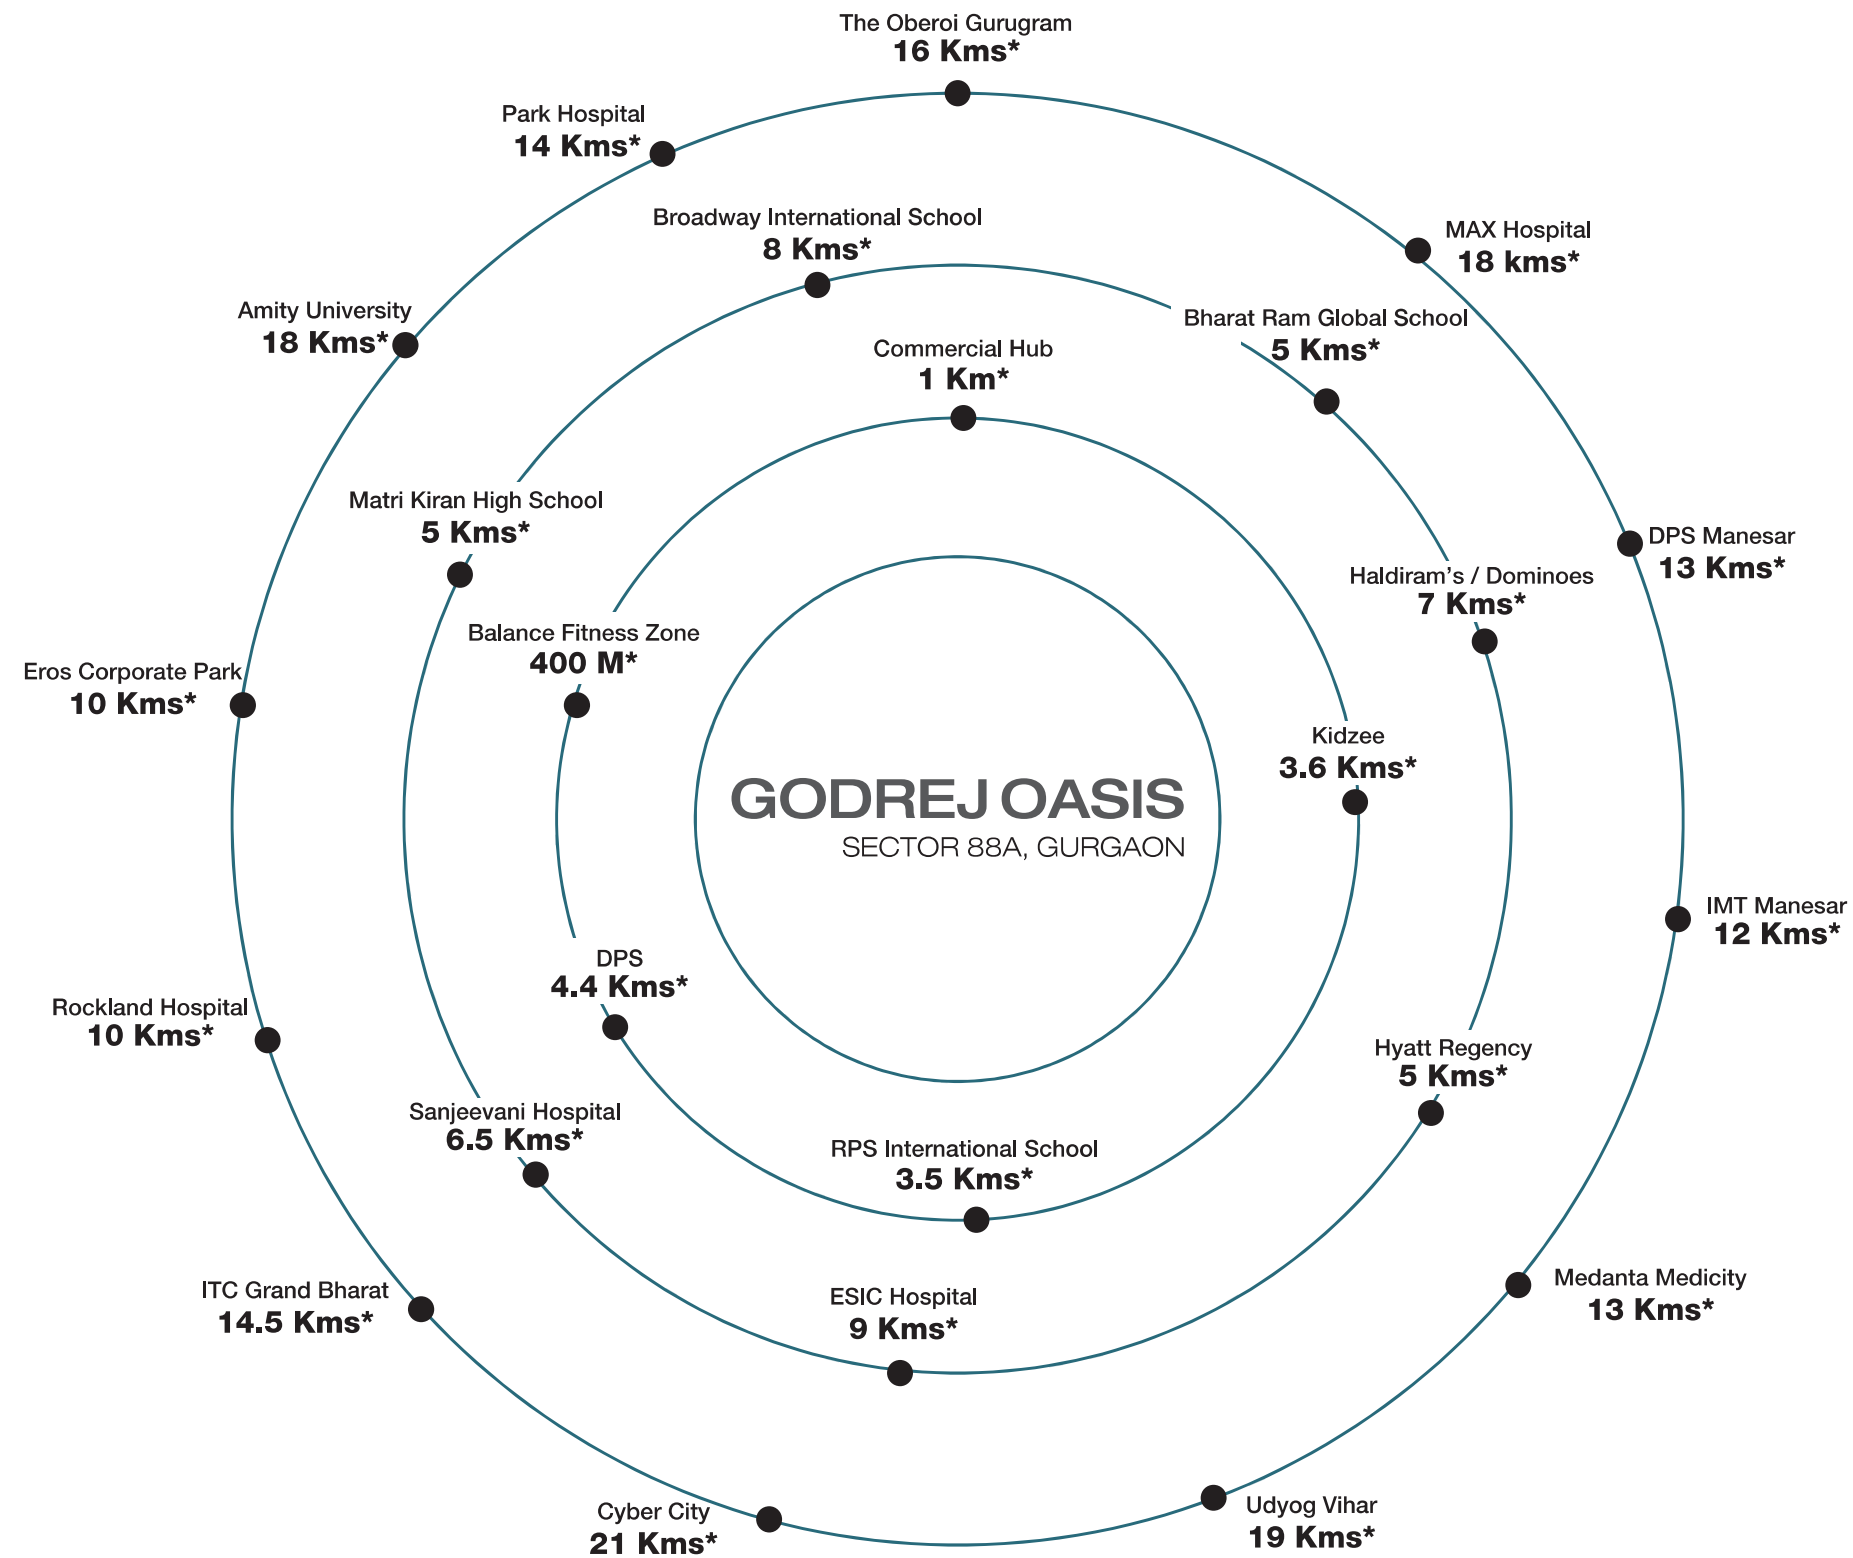 The Oberoi Gurugram
16 Kms*
Park Hospital
14 Kms*
Broadway International School
8 Kms*
MAX Hospital
18 kms*
Amity University
18 Kms*
Bharat Ram Global School
5 Kms*
Commercial Hub
1 Km*
Matri Kiran High School
5 Kms*
DPS Manesar
13 Kms*
Haldiram's / Dominoes
7 Kms*
Balance Fitness Zone
400 M*
Eros Corporate Park
10 Kms*
Kidzee
3.6 Kms*
GODREJ OASIS
SECTOR 88A, GURGAON
IMT Manesar
12 Kms*
DPS
4.4 Kms*
Rockland Hospital
10 Kms*
Hyatt Regency
5 Kms*
Sanjeevani Hospital
6.5 Kms*
RPS International School
3.5 Kms*
ITC Grand Bharat
14.5 Kms*
ESIC Hospital
9 Kms*
Medanta Medicity
13 Kms*
Cyber City
21 Kms*
Udyog Vihar
19 Kms*